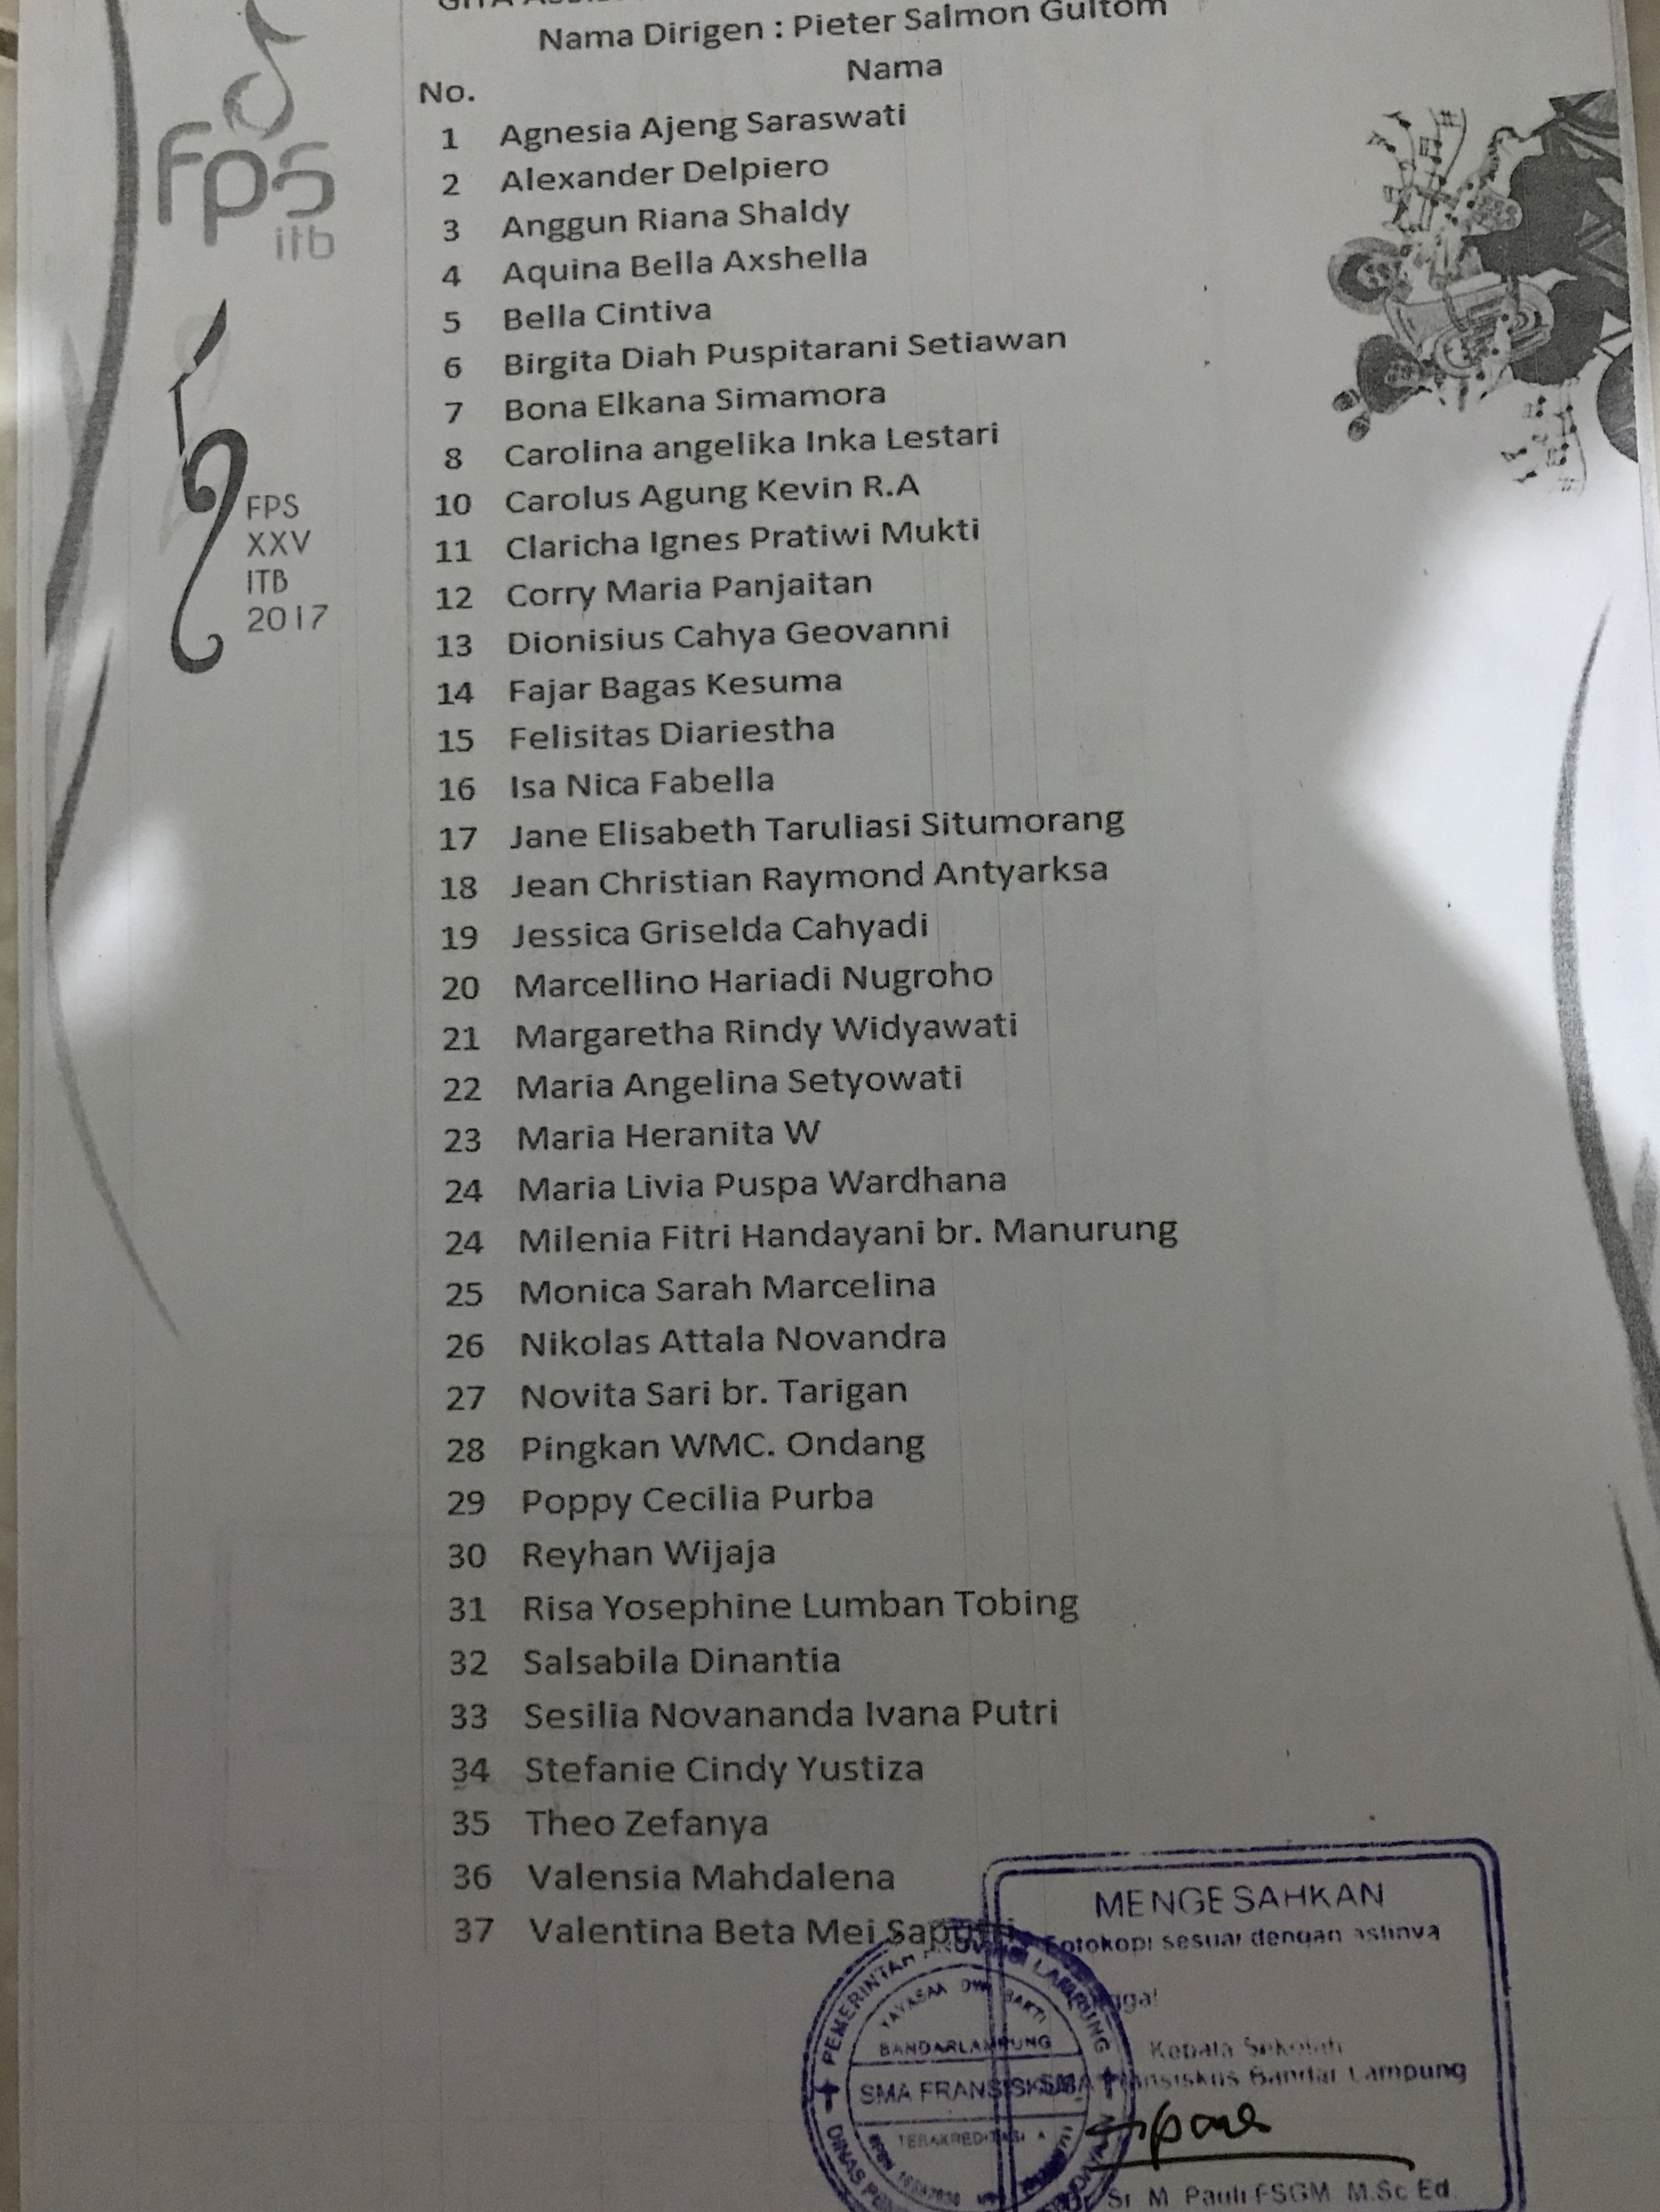 Nama Dirigen : Pieter Salmon Gultom
No. Nama
1 Agnesia Ajeng Saraswati
2 Alexander Delpiero
3 Anggun Riana Shaldy
4 Aquina Bella Axshella
5 Bella Cintiva
6 Birgita Diah Puspitarani Setiawan
7 Bona Elkana Simamora
8 Carolina angelika Inka Lestari
10 Carolus Agung Kevin R.A
11 Claricha Ignes Pratiwi Mukti
12 Corry Maria Panjaitan
13 Dionisius Cahya Geovanni
14 Fajar Bagas Kesuma
15 Felisitas Diariestha
16 Isa Nica Fabella
17 Jane Elisabeth Taruliasi Situmorang
18 Jean Christian Raymond Antyarksa
19 Jessica Griselda Cahyadi
20 Marcellino Hariadi Nugroho
21 Margaretha Rindy Widyawati
22 Maria Angelina Setyowati
23 Maria Heranita W
24 Maria Livia Puspa Wardhana
24 Milenia Fitri Handayani br. Manurung
25 Monica Sarah Marcelina
26 Nikolas Attala Novandra
27 Novita Sari br. Tarigan
28 Pingkan WMC. Ondang
29 Poppy Cecilia Purba
30 Reyhan Wijaja
31 Risa Yosephine Lumban Tobing
32 Salsabila Dinantia
33 Sesilia Novananda Ivana Putri
34 Stefanie Cindy Yustiza
35 Theo Zefanya
36 Valensia Mahdalena
37 Valentina Beta Mei Saputri
fps
itb
FPS
XXV
ITB
2017
MENGESAHKAN
Fotokopi sesuai dengan aslinya
Kepala Sekolah
Bandar Lampung
Sr. M. Pauli FSGM. M.Sc Ed.
PEMERINTAH PROVINSI LAMPUNG
YAYASAN DWI BAKTI
BANDARLAMPUNG
SMA FRANSISKUS
TERAKREDITASI A
DINAS